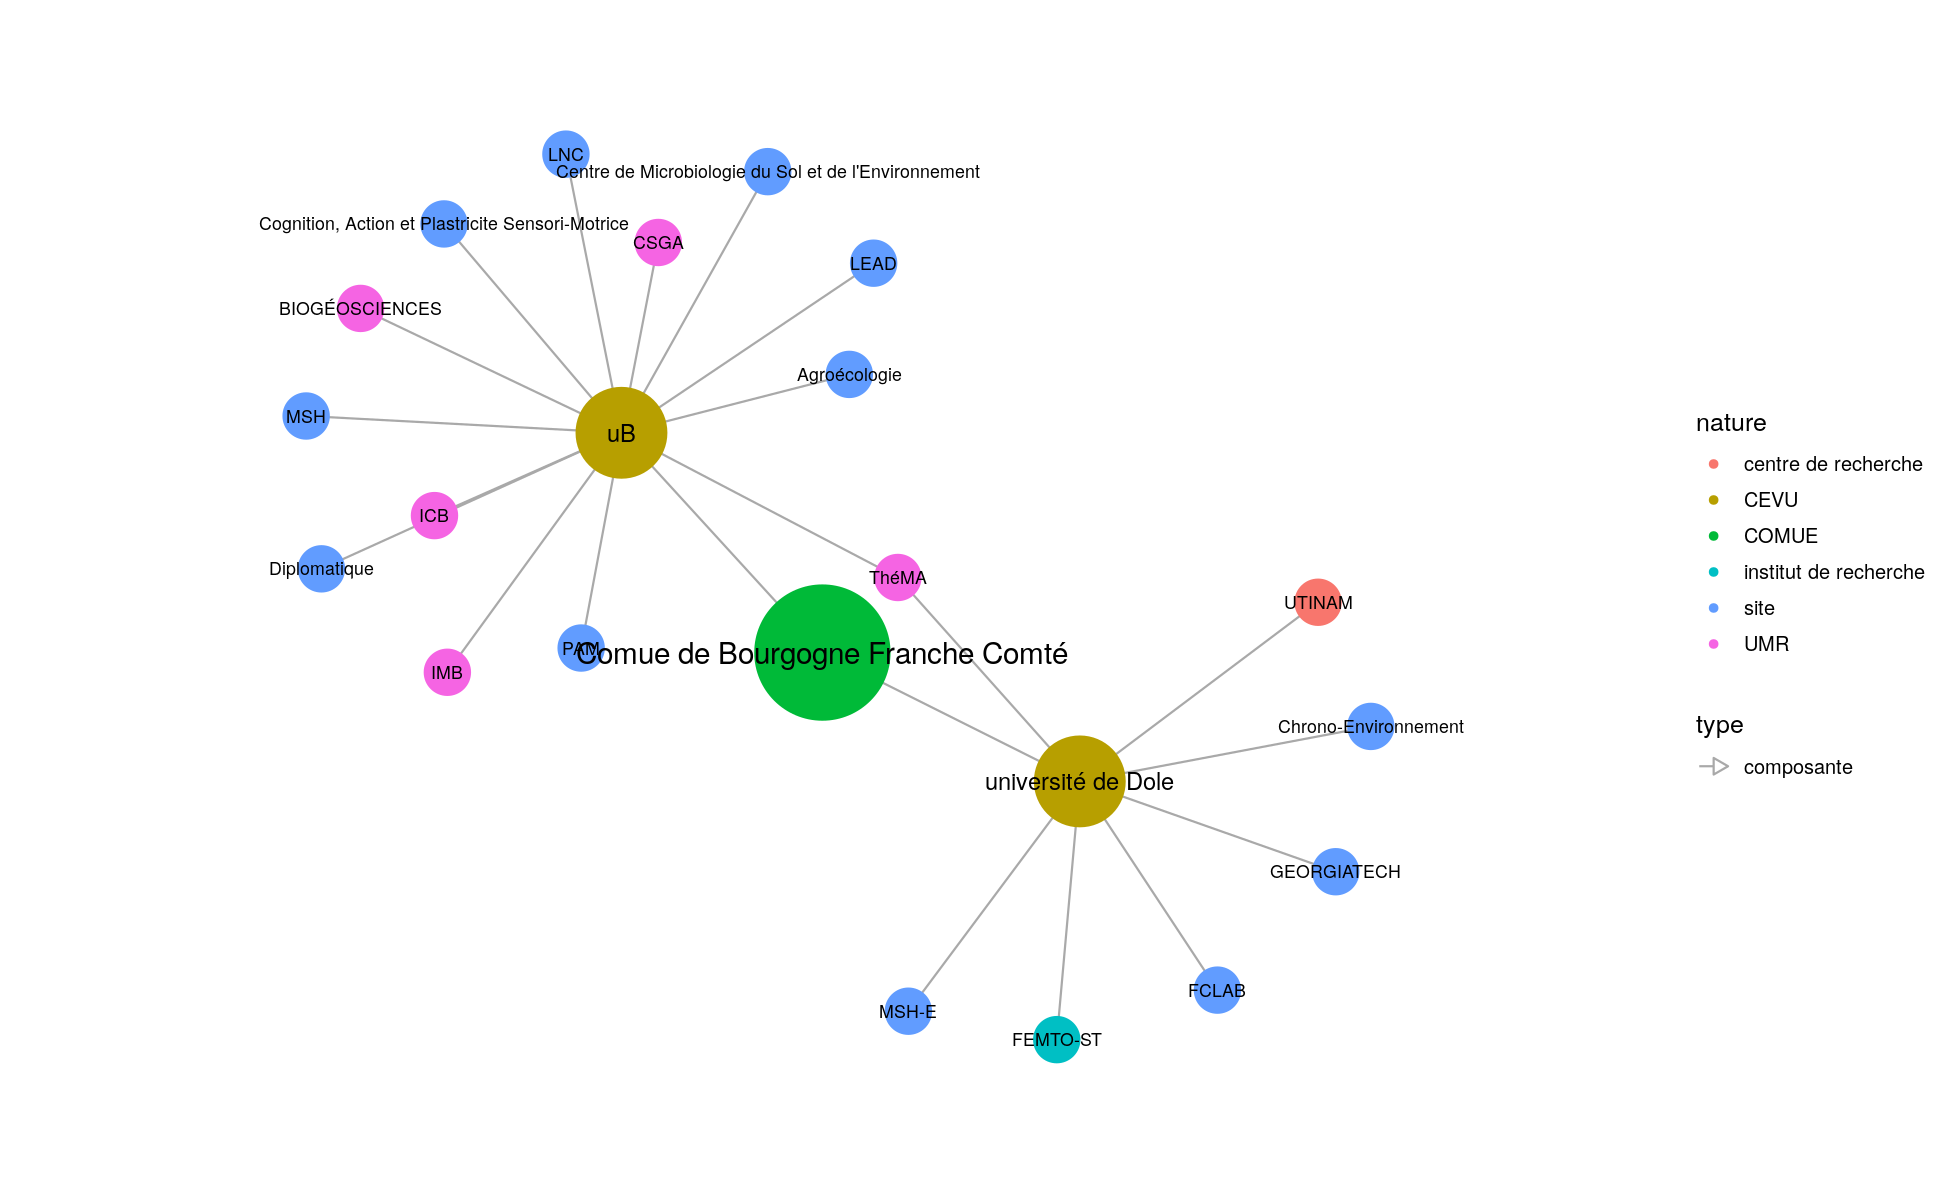 LNC
Centre de Microbiologie du Sol et de l'Environnement
Cognition, Action et Plastricite Sensori-Motrice
CSGA
LEAD
BIOGÉOSCIENCES
Agroécologie
MSH
uB
ICB
Diplomatique
ThéMA
UTINAM
PAM
Comue de Bourgogne Franche Comté
IMB
Chrono-Environnement
université de Dole
GEORGIATECH
FCLAB
MSH-E
FEMTO-ST
nature
centre de recherche
CEVU
COMUE
institut de recherche
site
UMR
type
composante